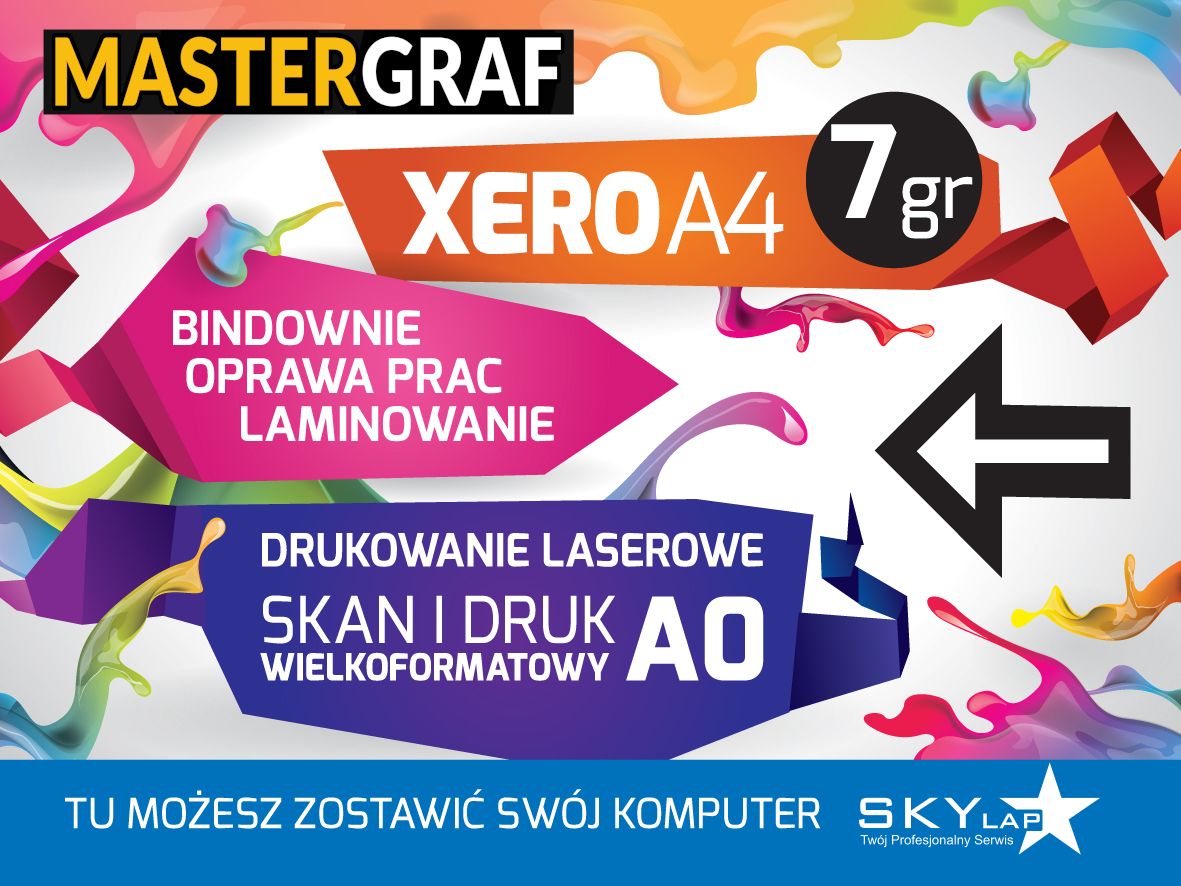 MASTERGRAF
XERO A4 7 gr
BINDOWNIE
OPRAWA PRAC
LAMINOWANIE
DRUKOWANIE LASEROWE
SKAN I DRUK
WIELKOFORMATOWY A0
TU MOŻESZ ZOSTAWIĆ SWÓJ KOMPUTER
SKY LAP
Twój Profesjonalny Serwis